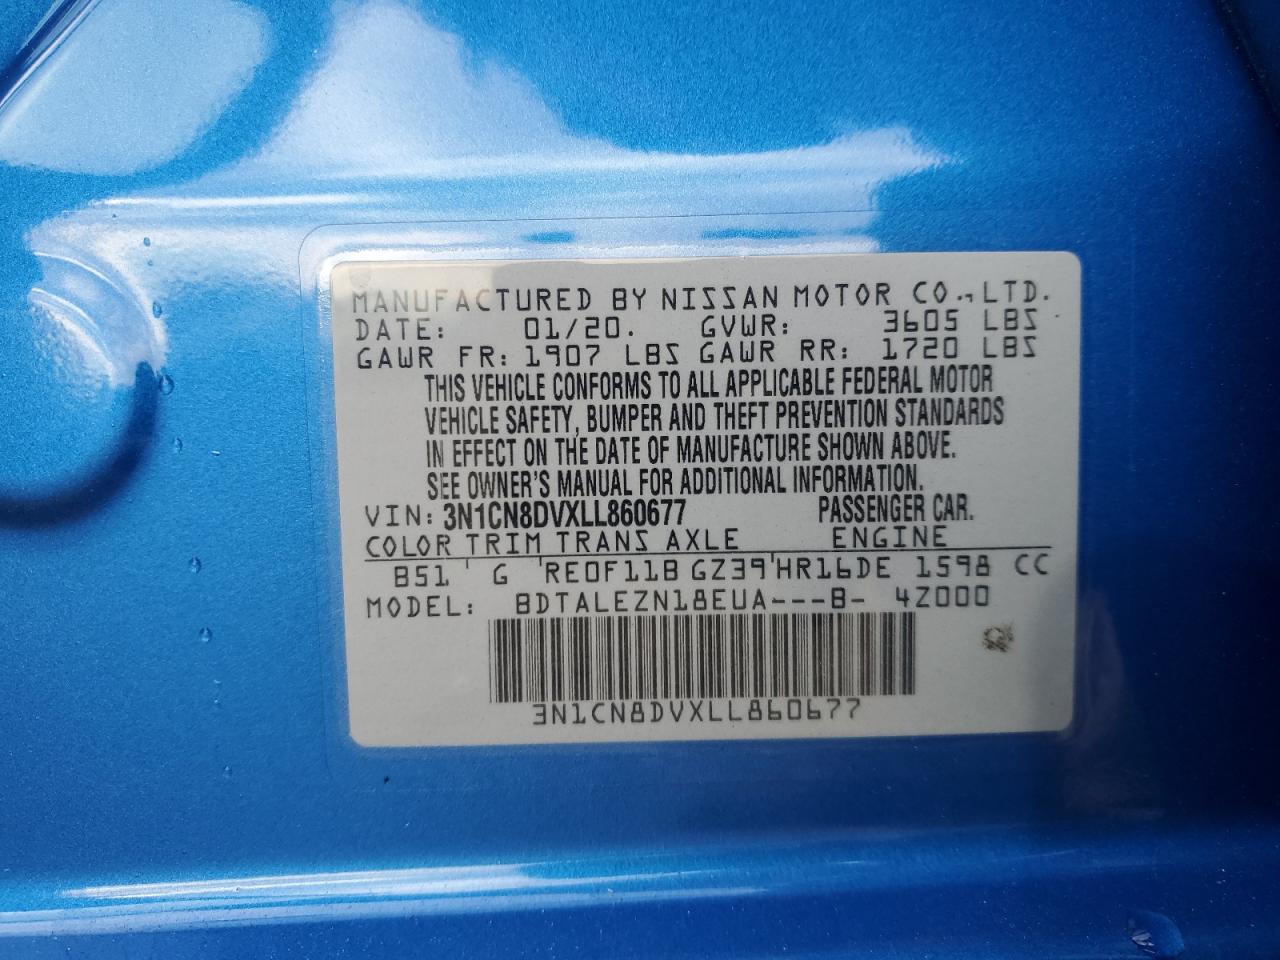 MANUFACTURED BY NISSAN MOTOR CO.,LTD.
DATE: 01/20. GVWR: 3605 LBS
GAWR FR: 1907 LBS GAWR RR: 1720 LBS
THIS VEHICLE CONFORMS TO ALL APPLICABLE FEDERAL MOTOR
VEHICLE SAFETY, BUMPER AND THEFT PREVENTION STANDARDS
IN EFFECT ON THE DATE OF MANUFACTURE SHOWN ABOVE.
SEE OWNER'S MANUAL FOR ADDITIONAL INFORMATION.
VIN: 3N1CN8DVXLL860677 PASSENGER CAR.
COLOR TRIM TRANS AXLE ENGINE
B51 G RE0F11B GZ39 HR16DE 1598 CC
MODEL: BDTALEZN18EUA---B- 4Z000
3N1CN8DVXLL860677